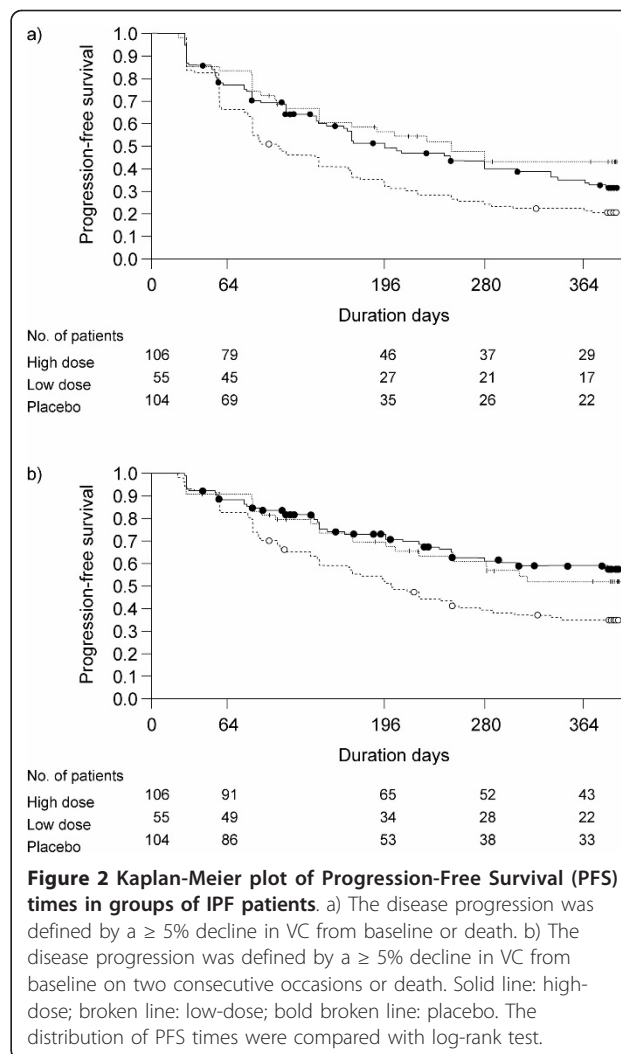 a)
1.0
0.9
0.8
0.7
0.6
0.5
0.4
0.3
0.2
0.1
0.0
Progression-free survival
0 64 196 280 364
Duration days
No. of patients
High dose 106 79 46 37 29
Low dose 55 45 27 21 17
Placebo 104 69 35 26 22
b)
1.0
0.9
0.8
0.7
0.6
0.5
0.4
0.3
0.2
0.1
0.0
Progression-free survival
0 64 196 280 364
Duration days
No. of patients
High dose 106 91 65 52 43
Low dose 55 49 34 28 22
Placebo 104 86 53 38 33
Figure 2 Kaplan-Meier plot of Progression-Free Survival (PFS)
times in groups of IPF patients. a) The disease progression was
defined by a ≥ 5% decline in VC from baseline or death. b) The
disease progression was defined by a ≥ 5% decline in VC from
baseline on two consecutive occasions or death. Solid line: high-
dose; broken line: low-dose; bold broken line: placebo. The
distribution of PFS times were compared with log-rank test.